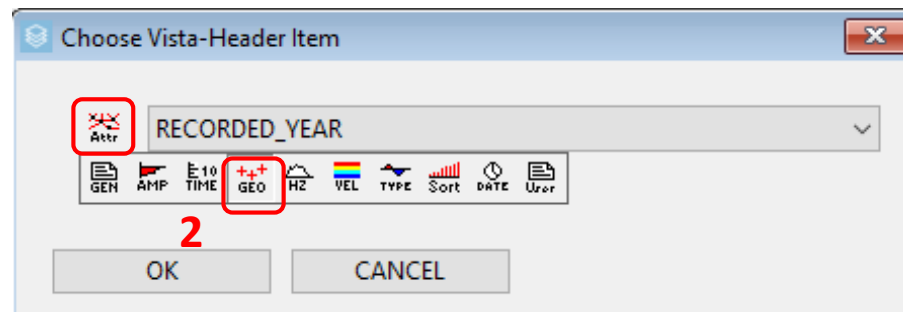 Choose Vista-Header Item
Attr RECORDED_YEAR
GEN AMP 10 TIME +++ GEO HZ VEL TYPE Sort DATE User
2
OK CANCEL